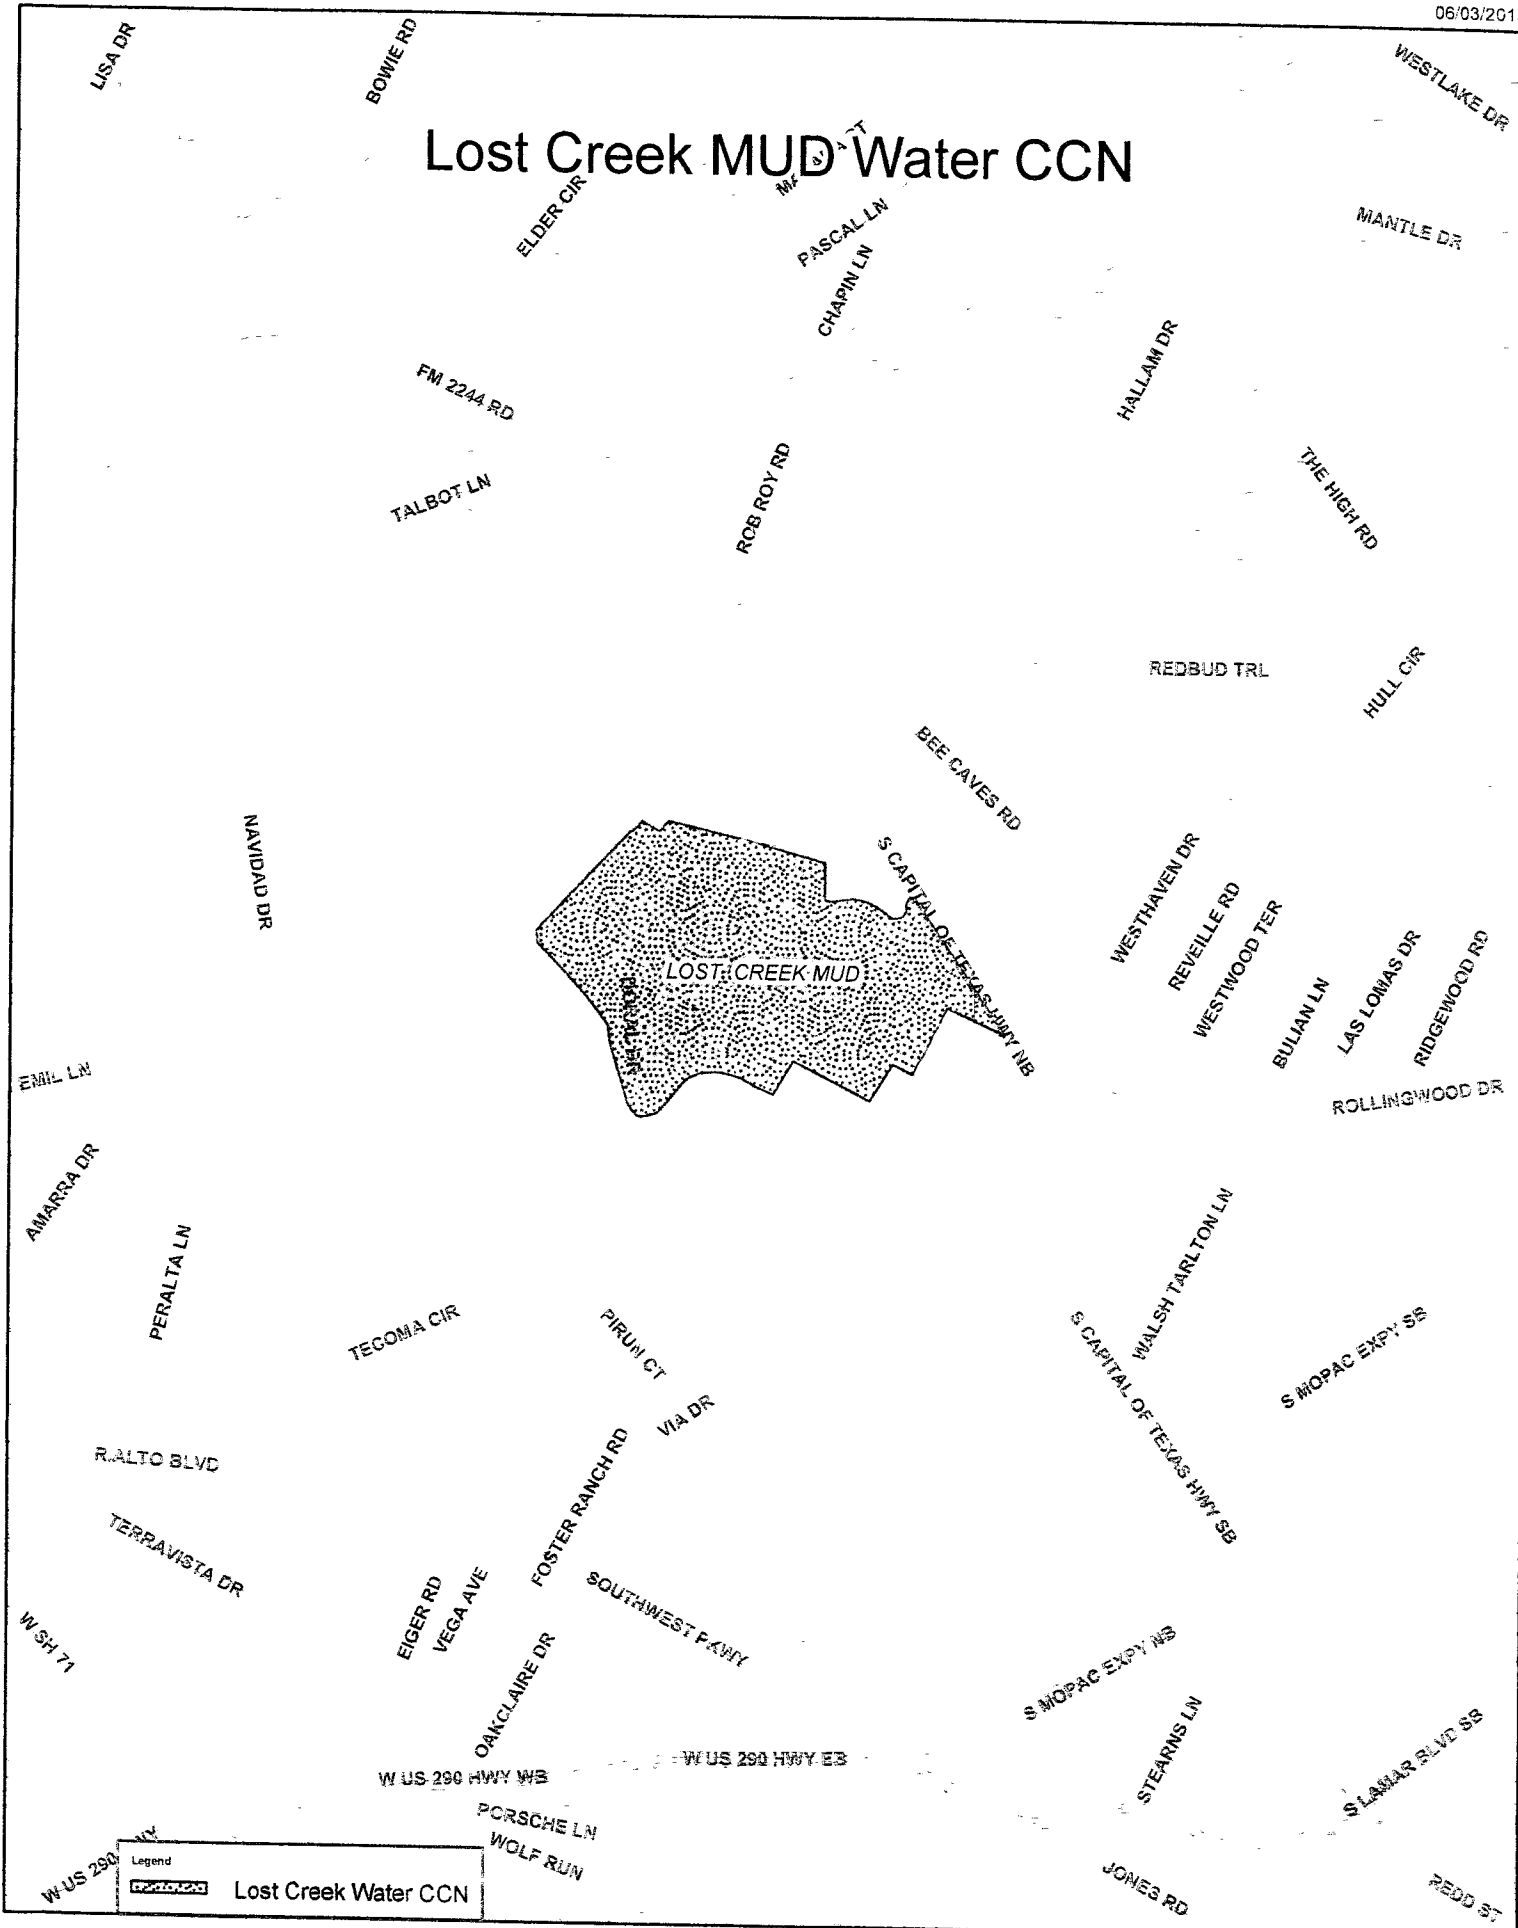 06/03/201
LISA DR
BOWIE RD
WESTLAKE DR
Lost Creek MUD Water CCN
ELDER CIR
PASCAL LN
MANTLE DR
CHAPIN LN
HALLAM DR
FM 2244 RD
TALBOT LN
ROB ROY RD
THE HIGH RD
REDBUD TRL
HULL CIR
BEE CAVES RD
NAVIDAD DR
S CAPITAL OF TEXAS HWY NB
WESTHAVEN DR
REVEILLE RD
WESTWOOD TER
LOST CREEK MUD
BULIAN LN
LAS LOMAS DR
RIDGEWOOD RD
EMIL LN
ROLLINGWOOD DR
AMARRA DR
PERALTA LN
WALSH TARLTON LN
TECOMA CIR
PIRUN CT
S CAPITAL OF TEXAS HWY SB
S MOPAC EXPY SB
VIA DR
RIALTO BLVD
FOSTER RANCH RD
TERRAVISTA DR
EIGER RD
VEGA AVE
SOUTHWEST PKWY
W SH 71
OAKCLAIRE DR
S MOPAC EXPY NB
STEARNS LN
S LAMAR BLVD SB
W US 290 HWY EB
W US 290 HWY WB
PORSCHE LN
WOLF RUN
W US 290
JONES RD
REDD ST
Legend
Lost Creek Water CCN